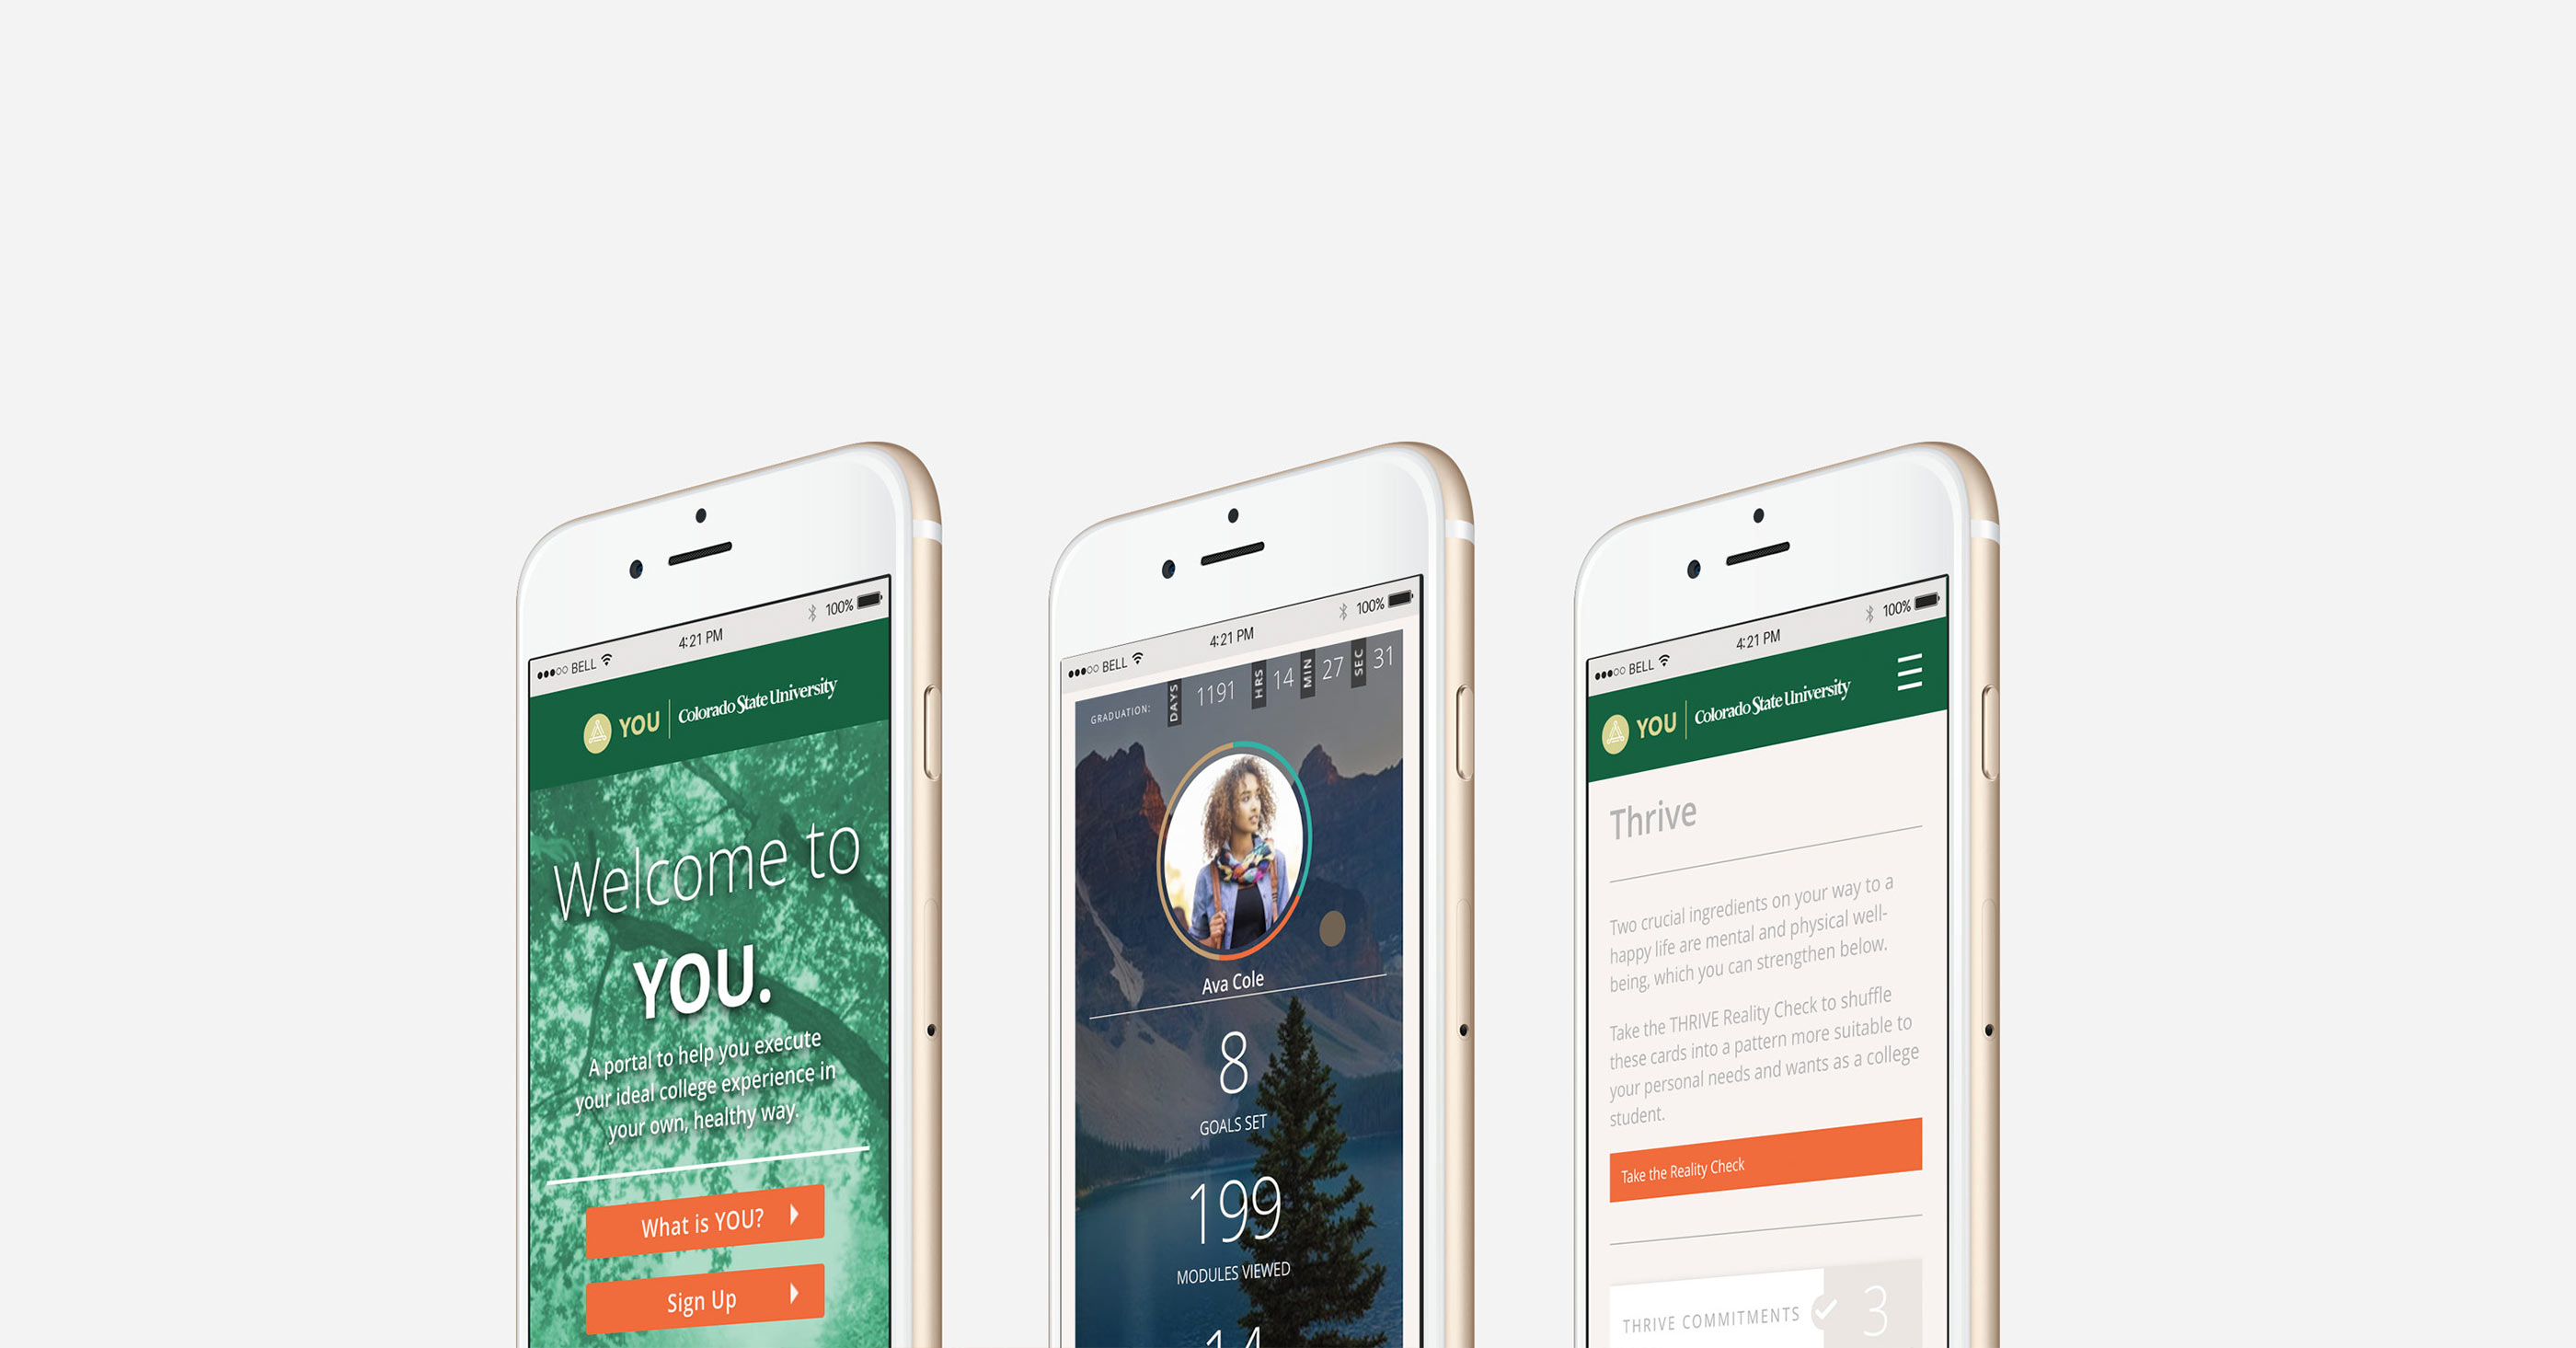 BELL
4:21 PM
100%
YOU
Colorado State University
Welcome to
YOU.
A portal to help you execute
your ideal college experience in
your own, healthy way.
What is YOU?
Sign Up
BELL
4:21 PM
100%
GRADUATION:
DAYS
1191
HRS
14
MIN
27
SEC
31
Ava Cole
8
GOALS SET
199
MODULES VIEWED
14
BELL
4:21 PM
100%
YOU
Colorado State University
Thrive
Two crucial ingredients on your way to a
happy life are mental and physical well-
being, which you can strengthen below.
Take the THRIVE Reality Check to shuffle
these cards into a pattern more suitable to
your personal needs and wants as a college
student.
Take the Reality Check
THRIVE COMMITMENTS
3